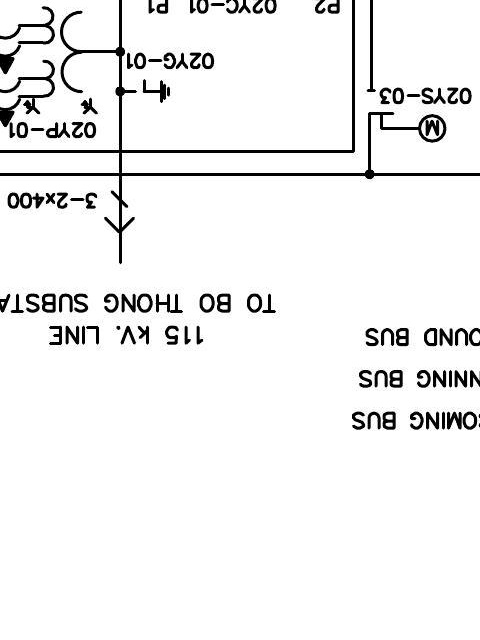 COMING BUS
NNING BUS
OUND BUS
115 kV. LINE
TO BO THONG SUBSTA
3-2x400
02YP-01
M
02YS-03
02YG-01
P2 02YC-01 P1